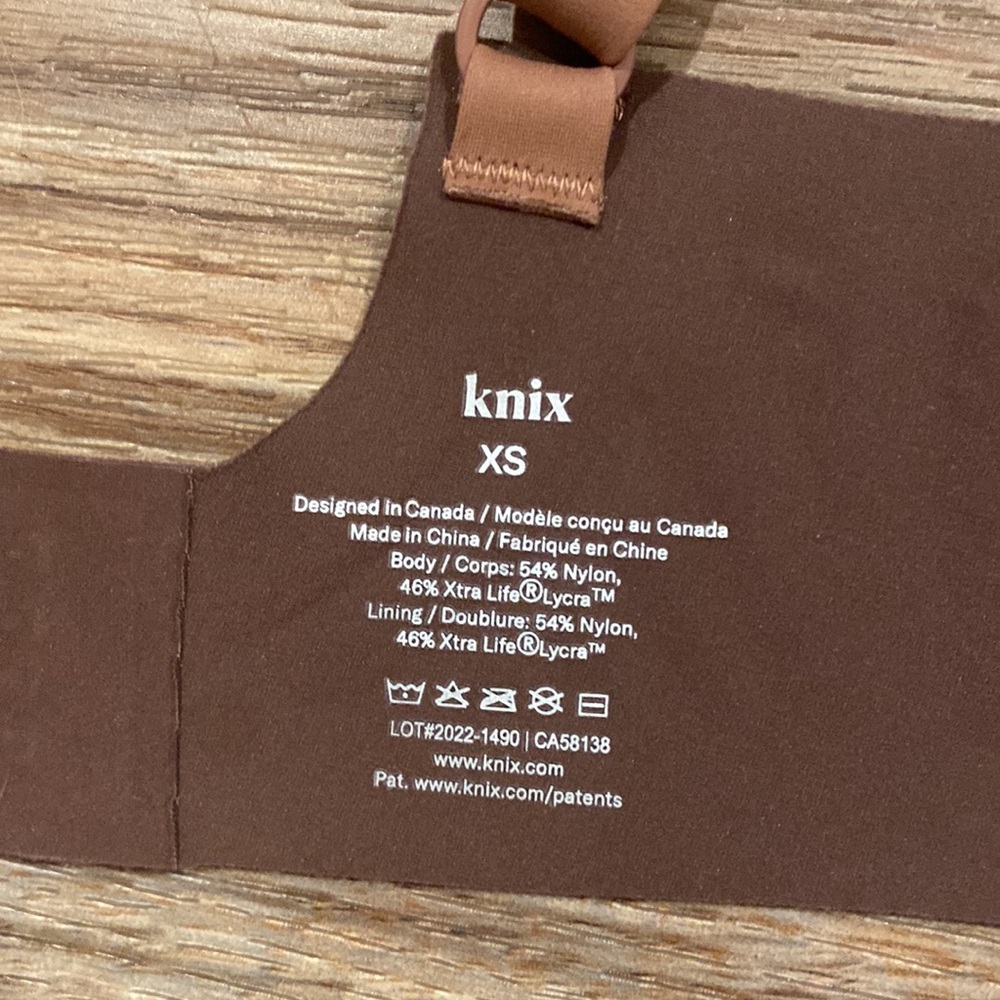 knix
XS
Designed in Canada / Modèle conçu au Canada
Made in China / Fabriqué en Chine
Body / Corps: 54% Nylon,
46% Xtra Life®Lycra™
Lining / Doublure: 54% Nylon,
46% Xtra Life®Lycra™
LOT#2022-1490 | CA58138
www.knix.com
Pat. www.knix.com/patents